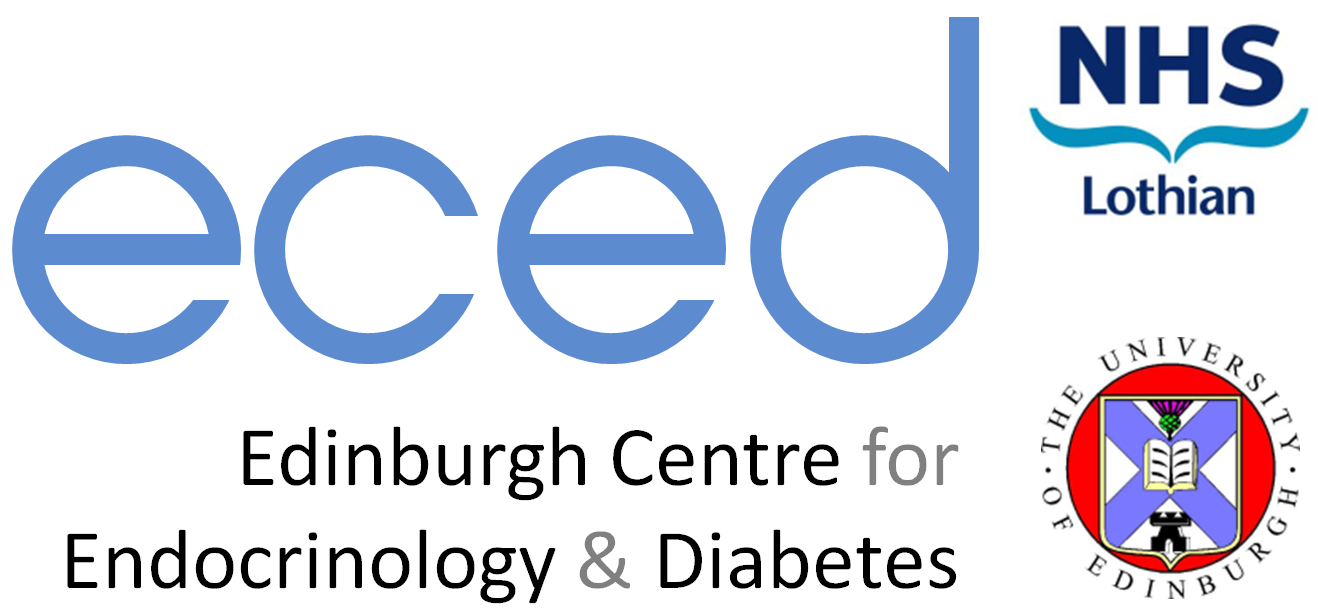 eced
Edinburgh Centre for
Endocrinology & Diabetes
NHS
Lothian
· THE UNIVERSITY · OF EDINBURGH